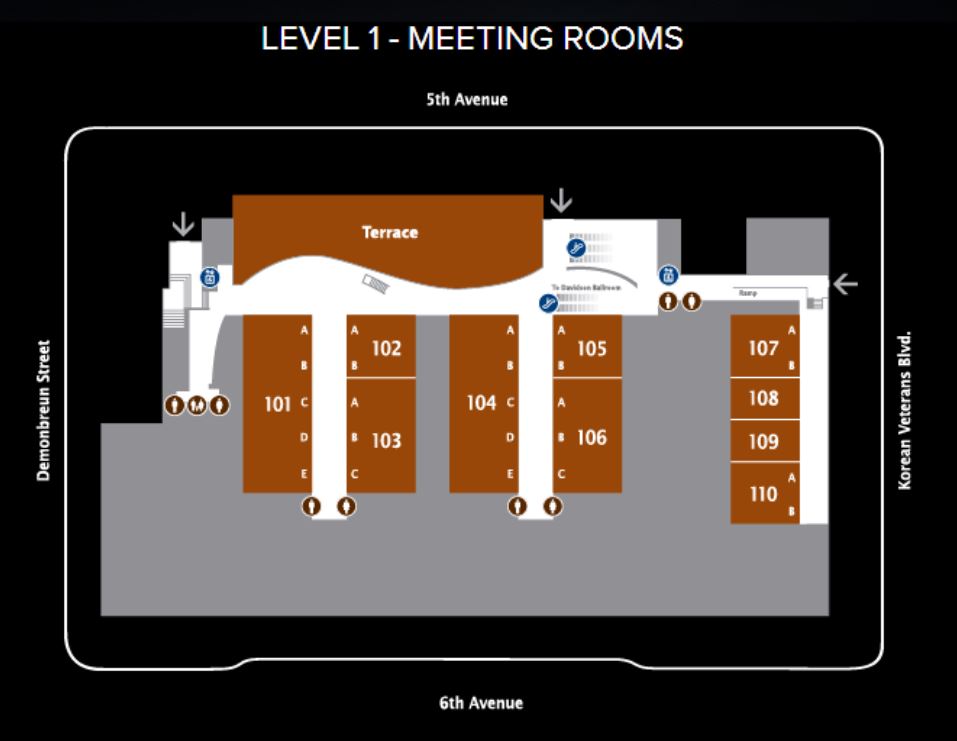 LEVEL 1 - MEETING ROOMS
5th Avenue
Terrace
To Davidson Ballroom
Ramp
Demonbreun Street
Korean Veterans Blvd.
101
A
B
C
D
E
102
A
B
103
A
B
C
104
A
B
C
D
E
105
A
B
106
A
B
C
107
A
B
108
109
110
A
B
6th Avenue